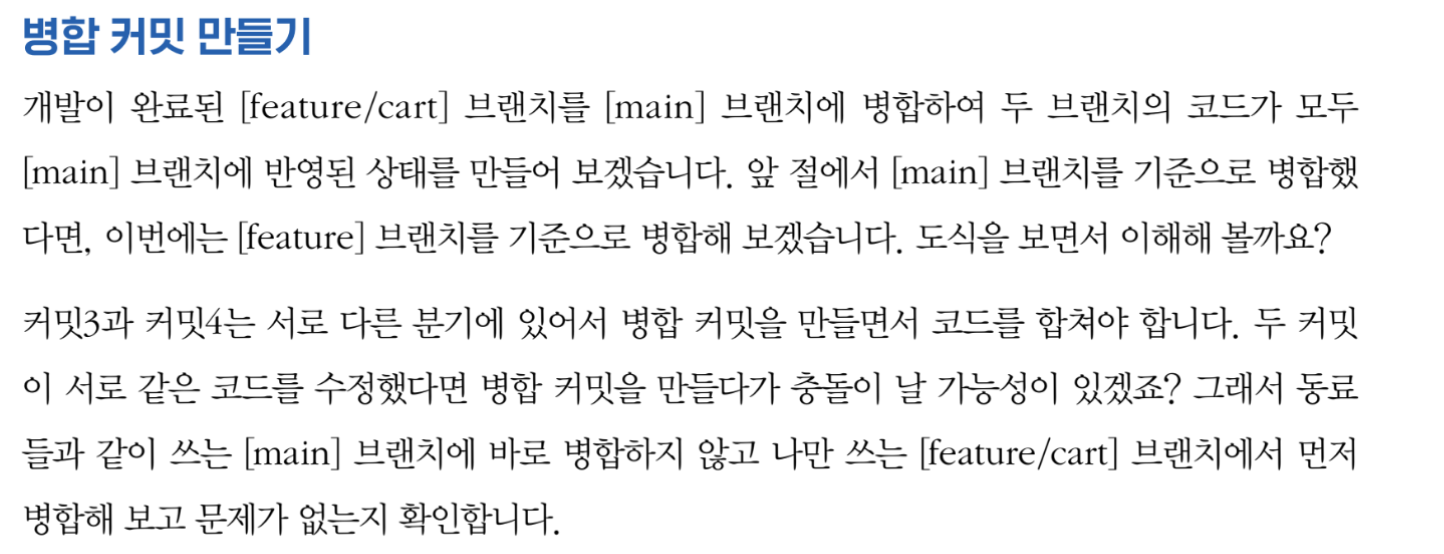 병합 커밋 만들기
개발이 완료된 [feature/cart] 브랜치를 [main] 브랜치에 병합하여 두 브랜치의 코드가 모두
[main] 브랜치에 반영된 상태를 만들어 보겠습니다. 앞 절에서 [main] 브랜치를 기준으로 병합했
다면, 이번에는 [feature] 브랜치를 기준으로 병합해 보겠습니다. 도식을 보면서 이해해 볼까요?
커밋3과 커밋4는 서로 다른 분기에 있어서 병합 커밋을 만들면서 코드를 합쳐야 합니다. 두 커밋
이 서로 같은 코드를 수정했다면 병합 커밋을 만들다가 충돌이 날 가능성이 있겠죠? 그래서 동료
들과 같이 쓰는 [main] 브랜치에 바로 병합하지 않고 나만 쓰는 [feature/cart] 브랜치에서 먼저
병합해 보고 문제가 없는지 확인합니다.